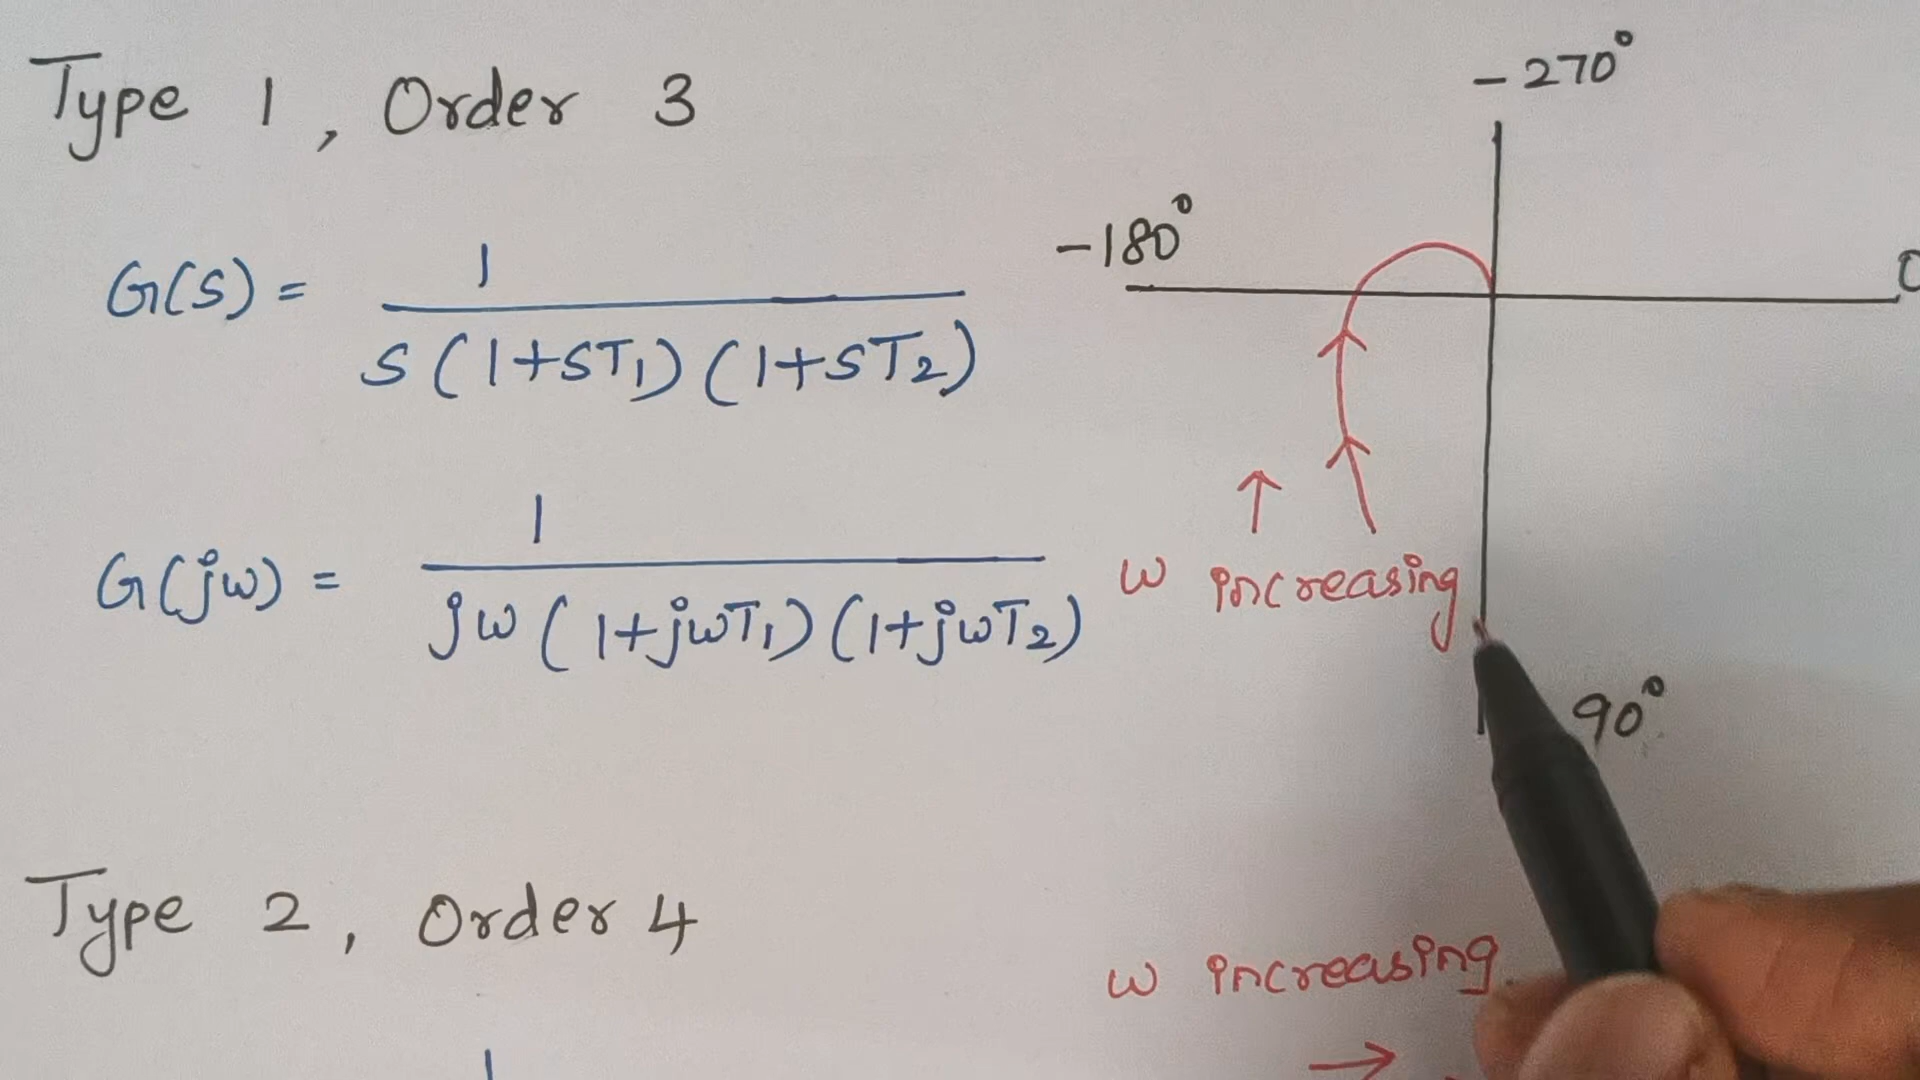 Type 1, Order 3
G(s) = 1 / s(1+sT1)(1+sT2)
G(jω) = 1 / jω(1+jωT1)(1+jωT2)
-270°
-180°
ω increasing
90°
Type 2, Order 4
1
ω increasing